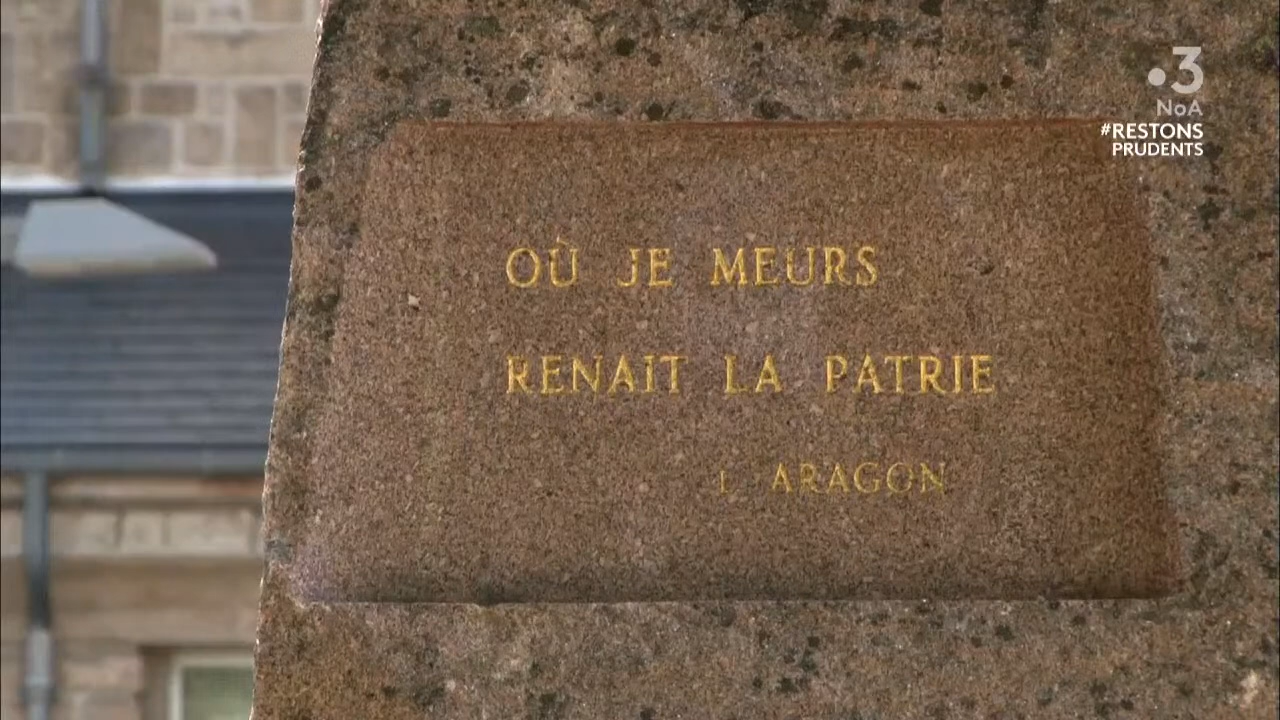 OÙ JE MEURS
RENAIT LA PATRIE
L ARAGON
3
NoA
#RESTONS
PRUDENTS